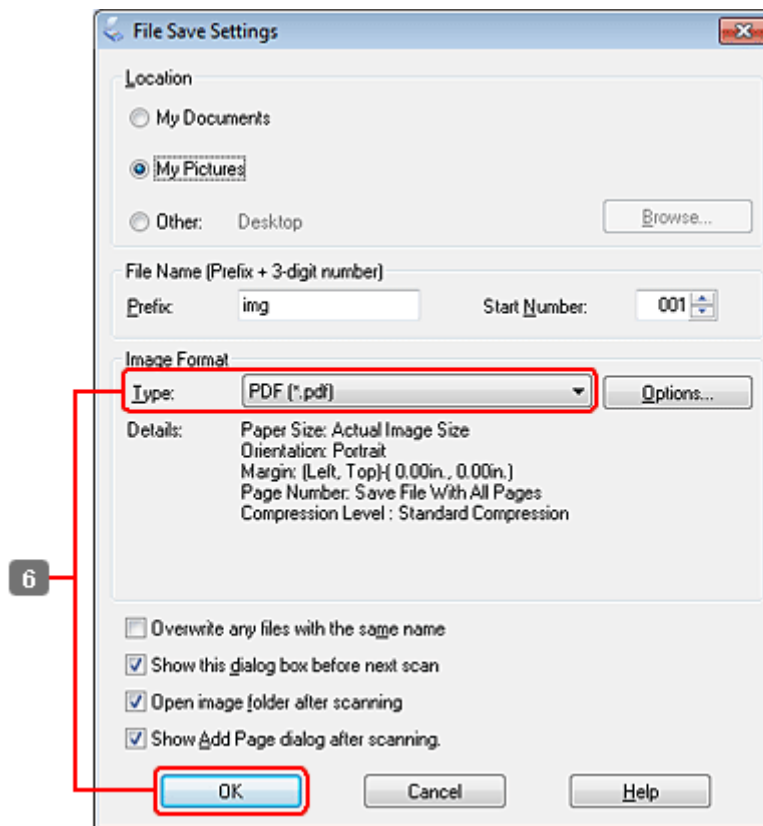 File Save Settings
Location
My Documents
My Pictures
Other: Desktop Browse...
File Name (Prefix + 3-digit number)
Prefix: img Start Number: 001
Image Format
Type: PDF (*.pdf) Options...
Details: Paper Size: Actual Image Size
Orientation: Portrait
Margin: (Left, Top)-( 0.00in., 0.00in.)
Page Number: Save File With All Pages
Compression Level : Standard Compression
6
Overwrite any files with the same name
Show this dialog box before next scan
Open image folder after scanning
Show Add Page dialog after scanning.
OK Cancel Help